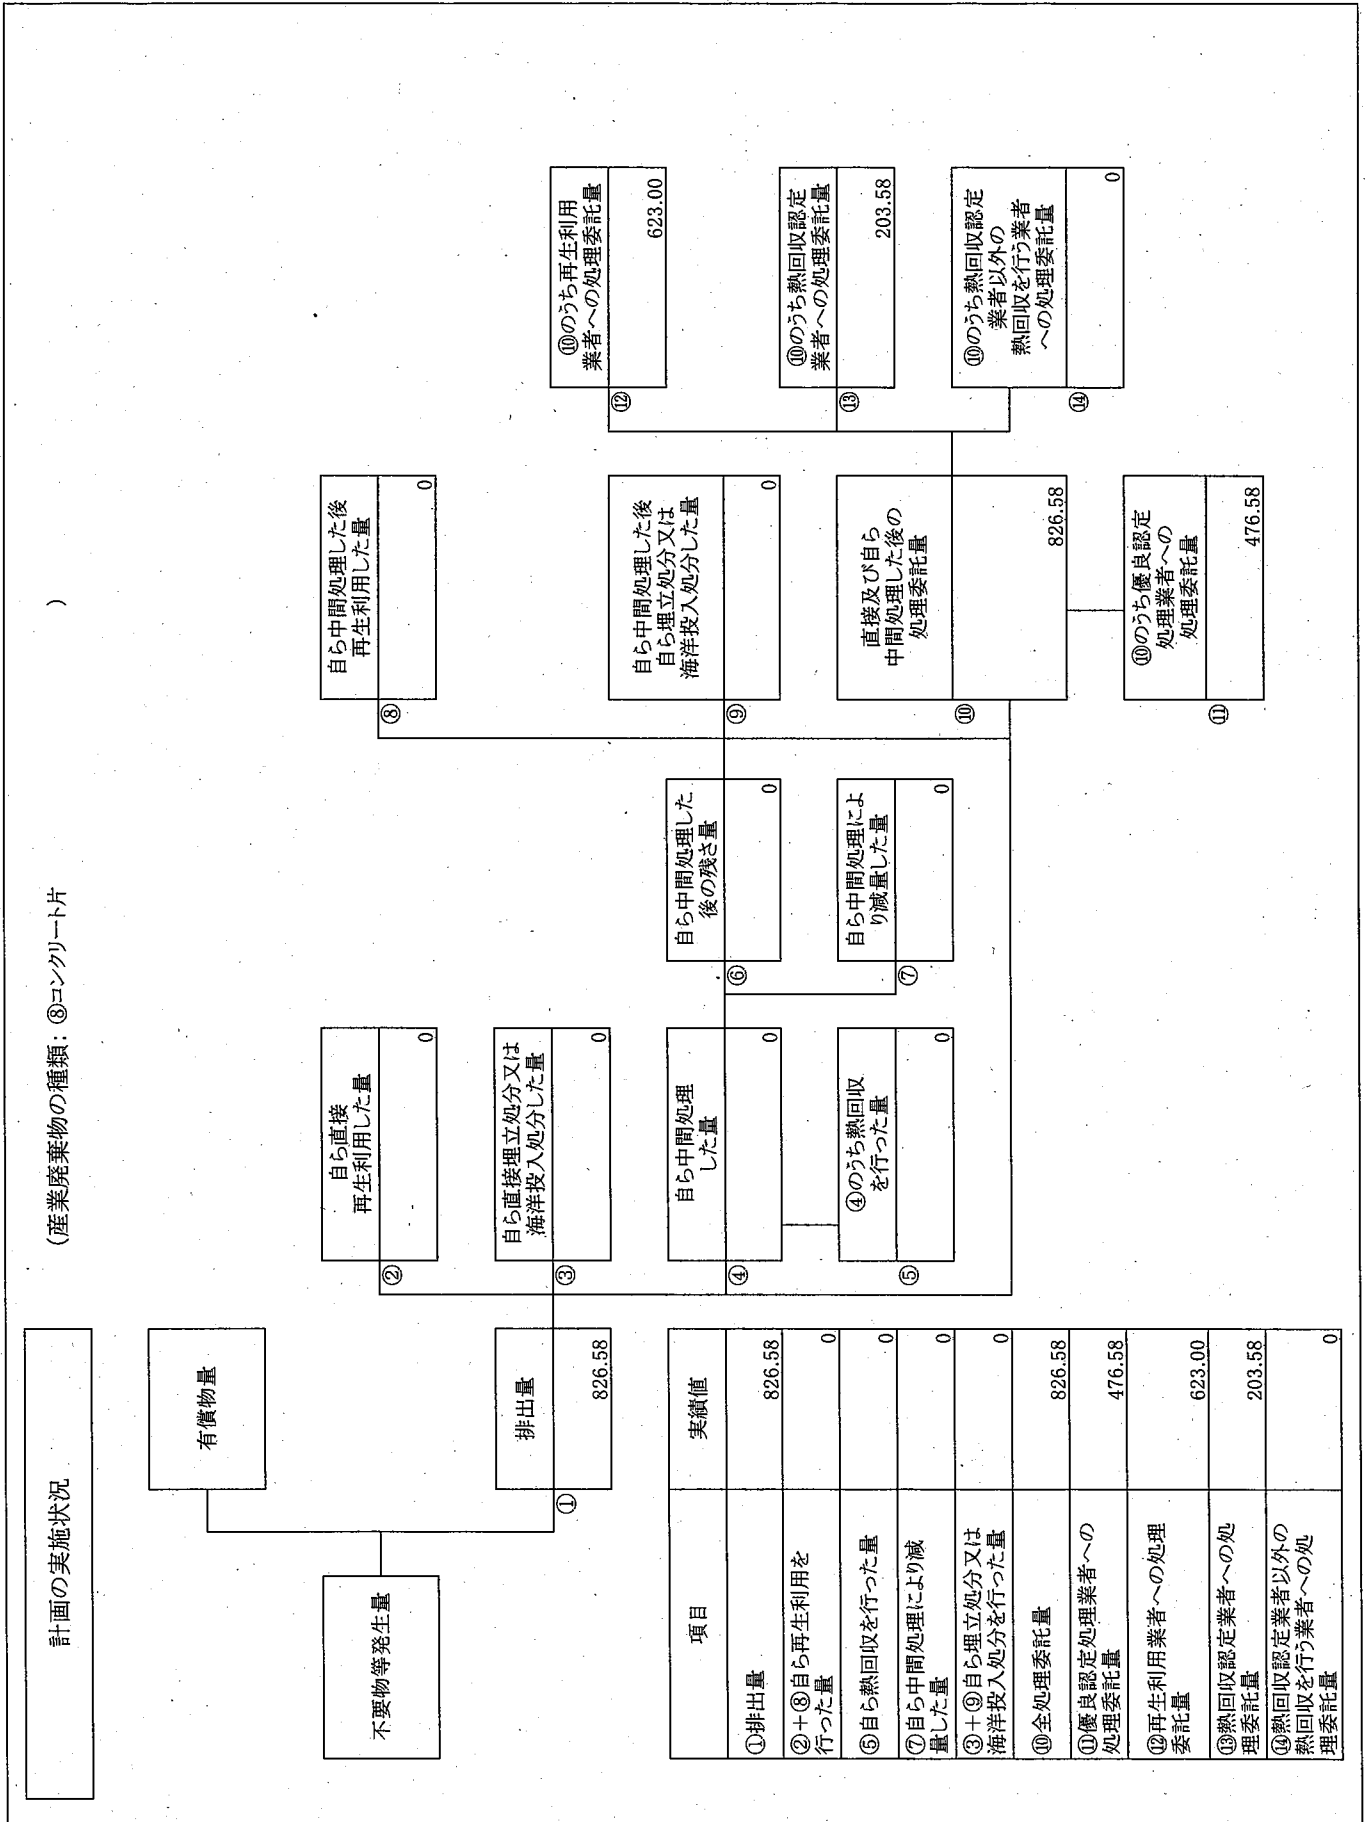 計画の実施状況
(産業廃棄物の種類：⑧コンクリート片
)
不要物等発生量
有償物量
①
排出量
826.58
②
自ら直接
再生利用した量
0
③
自ら直接埋立処分又は
海洋投入処分した量
0
④
自ら中間処理
した量
0
⑤
④のうち熱回収
を行った量
0
⑥
自ら中間処理した
後の残さ量
0
⑦
自ら中間処理によ
り減量した量
0
⑧
自ら中間処理した後
再生利用した量
0
⑨
自ら中間処理した後
自ら埋立処分又は
海洋投入処分した量
0
⑩
直接及び自ら
中間処理した後の
処理委託量
826.58
⑪
⑩のうち優良認定
処理業者への
処理委託量
476.58
⑫
⑩のうち再生利用
業者への処理委託量
623.00
⑬
⑩のうち熱回収認定
業者への処理委託量
203.58
⑭
⑩のうち熱回収認定
業者以外の
熱回収を行う業者
への処理委託量
0
項目 実績値
①排出量 826.58
②+⑧自ら再生利用を
行った量 0
⑤自ら熱回収を行った量 0
⑦自ら中間処理により減
量した量 0
③+⑨自ら埋立処分又は
海洋投入処分を行った量 0
⑩全処理委託量 826.58
⑪優良認定処理業者への
処理委託量 476.58
⑫再生利用業者への処理
委託量 623.00
⑬熱回収認定業者への処
理委託量 203.58
⑭熱回収認定業者以外の
熱回収を行う業者への処
理委託量 0